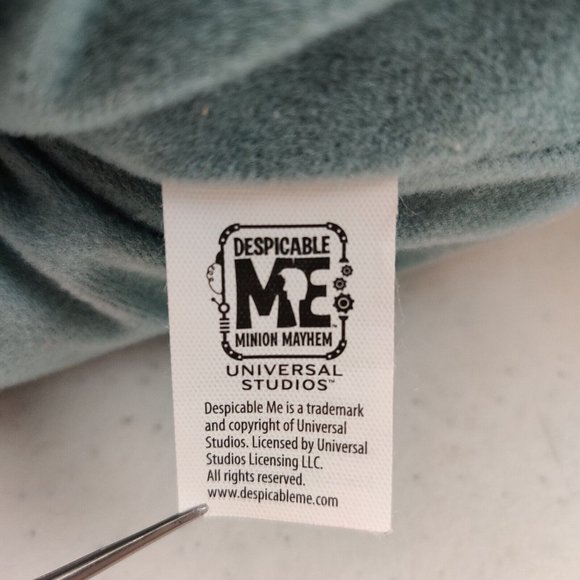 DESPICABLE
ME
MINION MAYHEM™
UNIVERSAL
STUDIOS™
Despicable Me is a trademark
and copyright of Universal
Studios. Licensed by Universal
Studios Licensing LLC.
All rights reserved.
www.despicableme.com